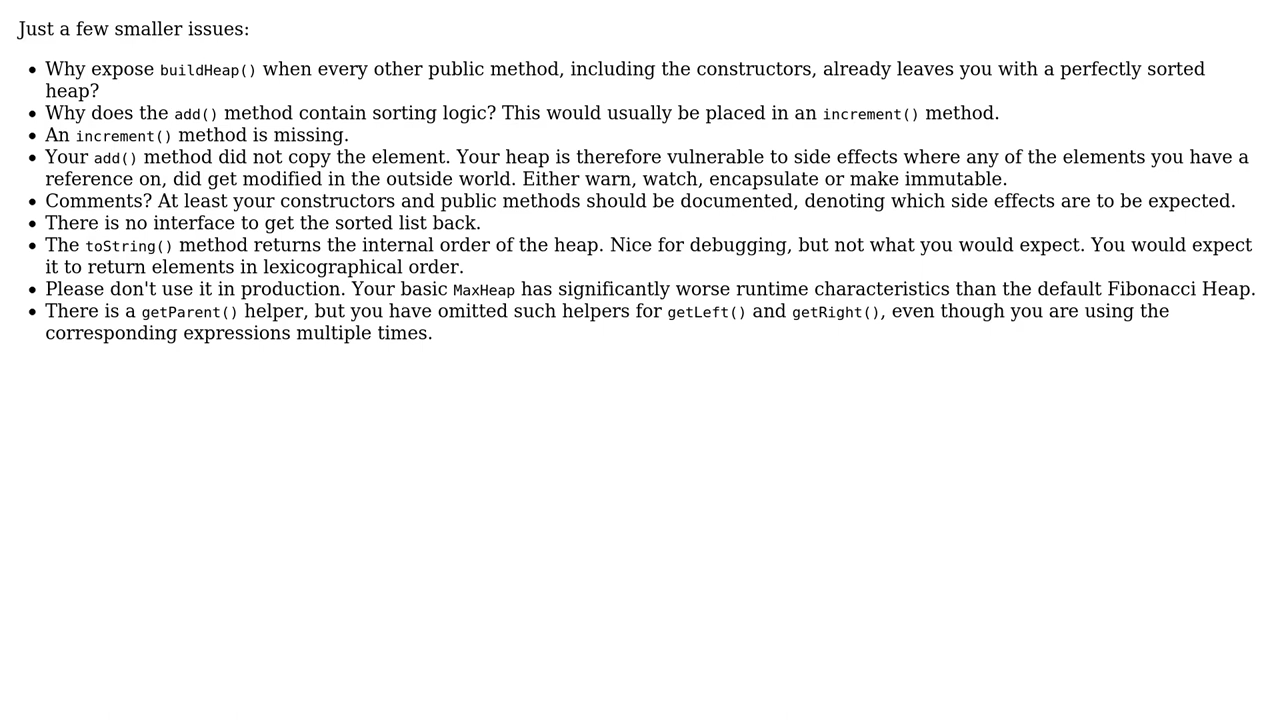 Just a few smaller issues:
• Why expose buildHeap() when every other public method, including the constructors, already leaves you with a perfectly sorted
heap?
• Why does the add() method contain sorting logic? This would usually be placed in an increment() method.
• An increment() method is missing.
• Your add() method did not copy the element. Your heap is therefore vulnerable to side effects where any of the elements you have a
reference on, did get modified in the outside world. Either warn, watch, encapsulate or make immutable.
• Comments? At least your constructors and public methods should be documented, denoting which side effects are to be expected.
• There is no interface to get the sorted list back.
• The toString() method returns the internal order of the heap. Nice for debugging, but not what you would expect. You would expect
it to return elements in lexicographical order.
• Please don't use it in production. Your basic MaxHeap has significantly worse runtime characteristics than the default Fibonacci Heap.
• There is a getParent() helper, but you have omitted such helpers for getLeft() and getRight(), even though you are using the
corresponding expressions multiple times.